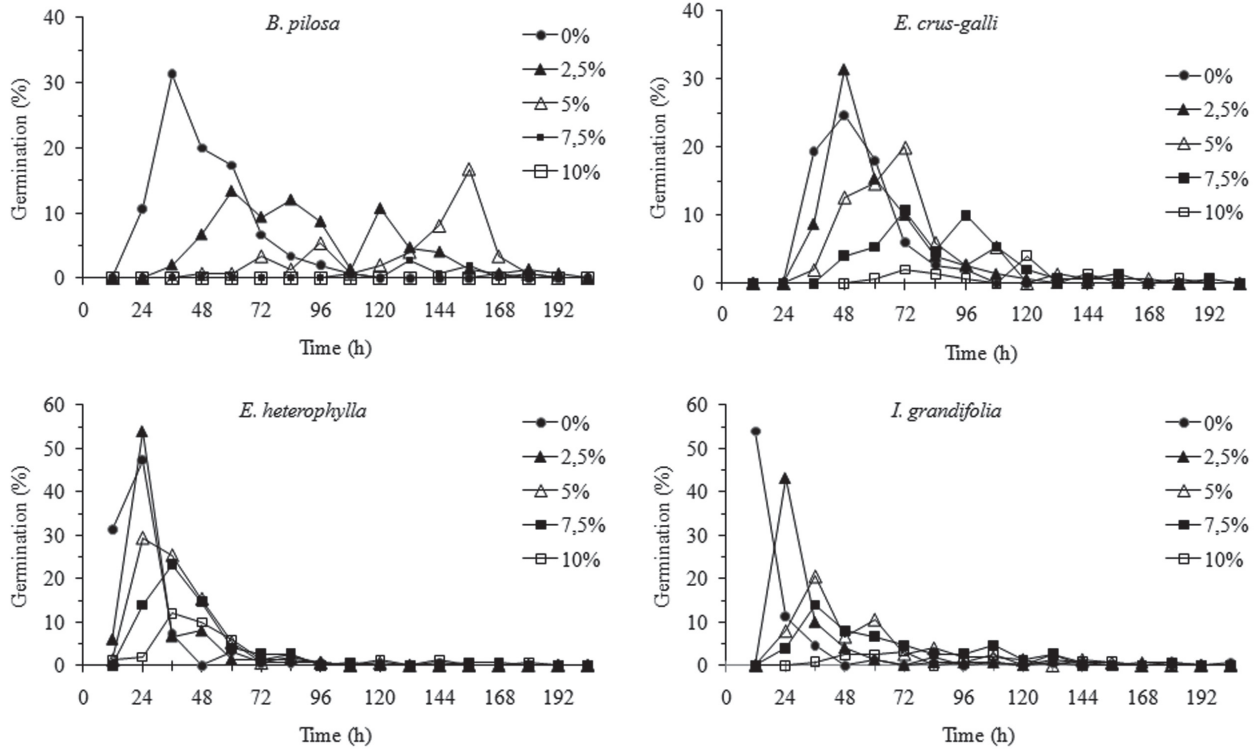 B. pilosa
40
30
20
10
0
Germination (%)
0 24 48 72 96 120 144 168 192
Time (h)
0%
2,5%
5%
7,5%
10%
E. crus-galli
40
30
20
10
0
Germination (%)
0 24 48 72 96 120 144 168 192
Time (h)
0%
2,5%
5%
7,5%
10%
E. heterophylla
60
50
40
30
20
10
0
Germination (%)
0 24 48 72 96 120 144 168 192
Time (h)
0%
2,5%
5%
7,5%
10%
I. grandifolia
60
50
40
30
20
10
0
Germination (%)
0 24 48 72 96 120 144 168 192
Time (h)
0%
2,5%
5%
7,5%
10%